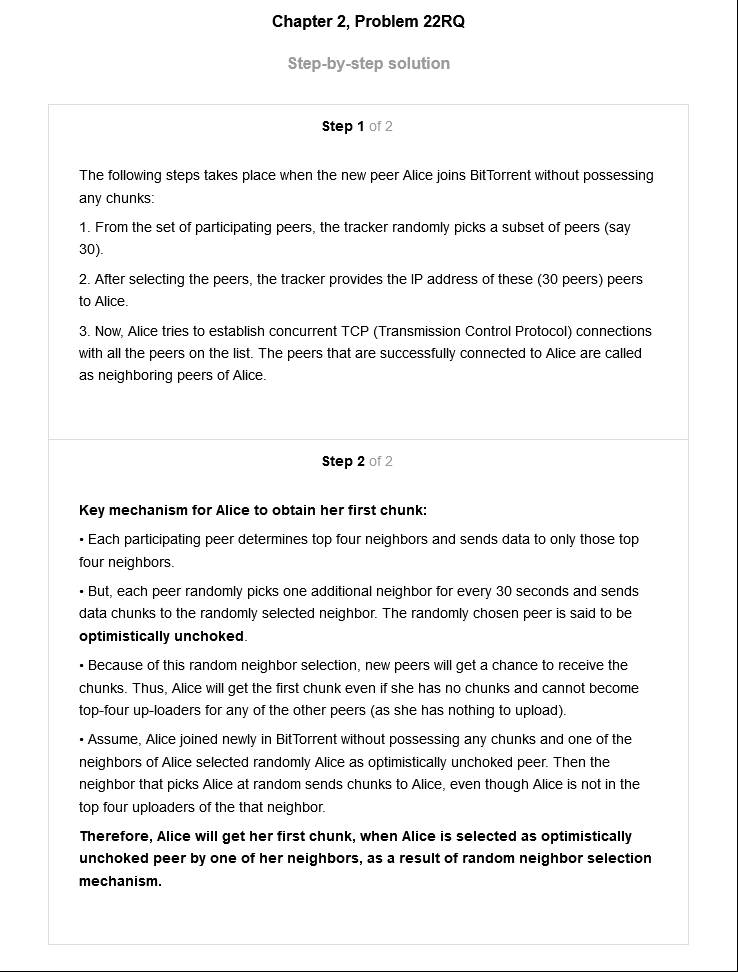 Chapter 2, Problem 22RQ
Step-by-step solution
Step 1 of 2
The following steps takes place when the new peer Alice joins BitTorrent without possessing
any chunks:
1. From the set of participating peers, the tracker randomly picks a subset of peers (say
30).
2. After selecting the peers, the tracker provides the IP address of these (30 peers) peers
to Alice.
3. Now, Alice tries to establish concurrent TCP (Transmission Control Protocol) connections
with all the peers on the list. The peers that are successfully connected to Alice are called
as neighboring peers of Alice.
Step 2 of 2
Key mechanism for Alice to obtain her first chunk:
• Each participating peer determines top four neighbors and sends data to only those top
four neighbors.
• But, each peer randomly picks one additional neighbor for every 30 seconds and sends
data chunks to the randomly selected neighbor. The randomly chosen peer is said to be
optimistically unchoked.
• Because of this random neighbor selection, new peers will get a chance to receive the
chunks. Thus, Alice will get the first chunk even if she has no chunks and cannot become
top-four up-loaders for any of the other peers (as she has nothing to upload).
• Assume, Alice joined newly in BitTorrent without possessing any chunks and one of the
neighbors of Alice selected randomly Alice as optimistically unchoked peer. Then the
neighbor that picks Alice at random sends chunks to Alice, even though Alice is not in the
top four uploaders of the that neighbor.
Therefore, Alice will get her first chunk, when Alice is selected as optimistically
unchoked peer by one of her neighbors, as a result of random neighbor selection
mechanism.